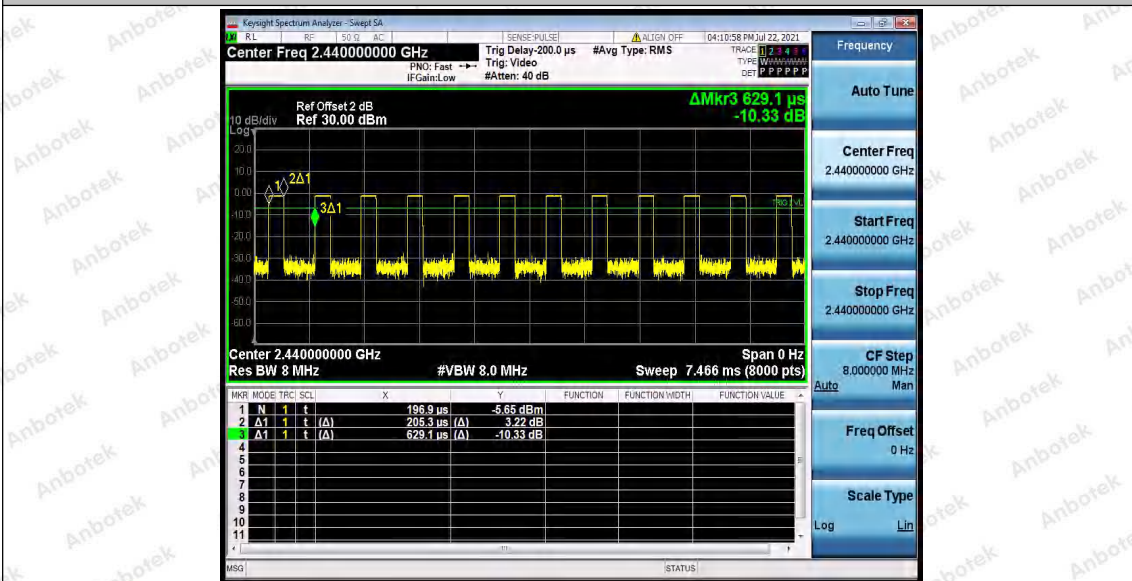 Keysight Spectrum Analyzer - Swept SA
RL RF 50 Ω AC SENSE:PULSE ALIGN OFF 04:10:58 PM Jul 22, 2021
Center Freq 2.440000000 GHz
PNO: Fast
IFGain:Low
Trig Delay-200.0 µs #Avg Type: RMS
Trig: Video
#Atten: 40 dB
TRACE 1 2 3 4 5 6
TYPE
DET P P P P P P
Frequency
Auto Tune
Center Freq
2.440000000 GHz
Start Freq
2.440000000 GHz
Stop Freq
2.440000000 GHz
CF Step
8.000000 MHz
Auto Man
Freq Offset
0 Hz
Scale Type
Log Lin
ΔMkr3 629.1 µs
-10.33 dB
Ref Offset 2 dB
10 dB/div Ref 30.00 dBm
Log
20.0
10.0
0.00
-10.0
-20.0
-30.0
-40.0
-50.0
-60.0
1 2Δ1
3Δ1
TRIG LVL
Center 2.440000000 GHz Span 0 Hz
Res BW 8 MHz #VBW 8.0 MHz Sweep 7.466 ms (8000 pts)
MKR MODE TRC SCL X Y FUNCTION FUNCTION WIDTH FUNCTION VALUE
1 N 1 t 196.9 µs -5.65 dBm
2 Δ1 1 t (Δ) 205.3 µs (Δ) 3.22 dB
3 Δ1 1 t (Δ) 629.1 µs (Δ) -10.33 dB
4
5
6
7
8
9
10
11
MSG STATUS
Anbotek